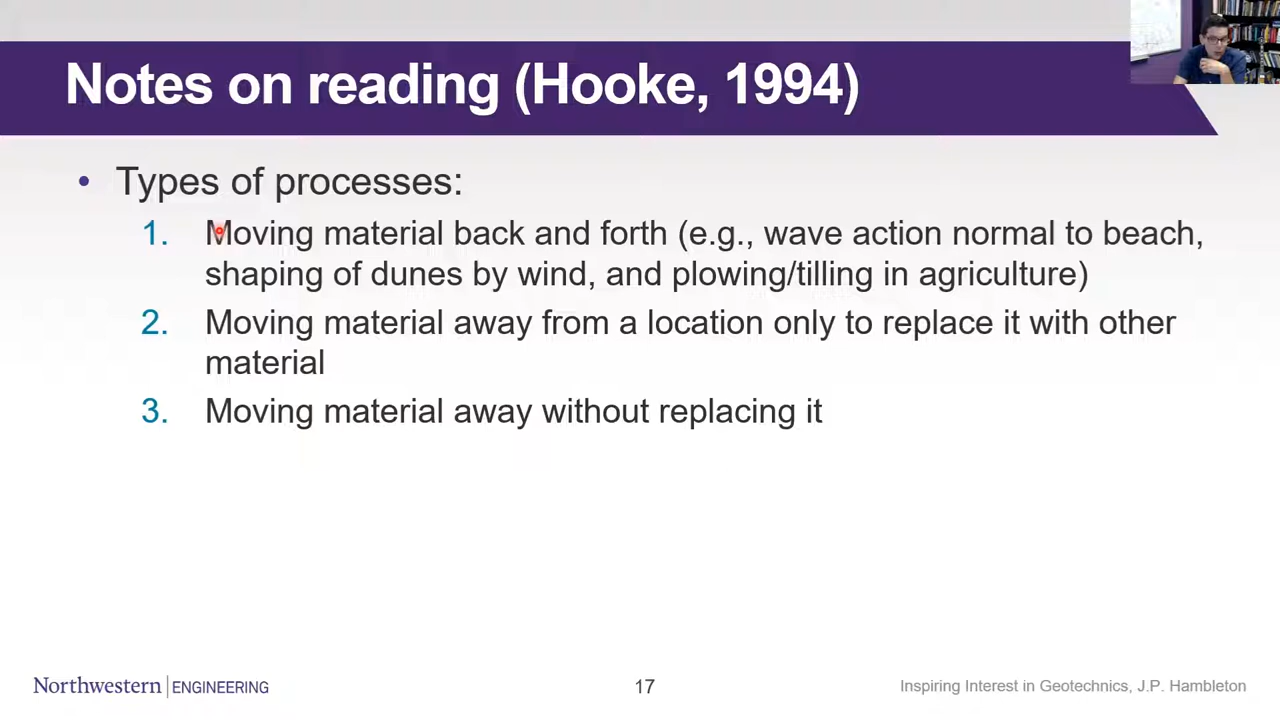 Notes on reading (Hooke, 1994)
• Types of processes:
1. Moving material back and forth (e.g., wave action normal to beach,
shaping of dunes by wind, and plowing/tilling in agriculture)
2. Moving material away from a location only to replace it with other
material
3. Moving material away without replacing it
Northwestern | ENGINEERING
17
Inspiring Interest in Geotechnics, J.P. Hambleton